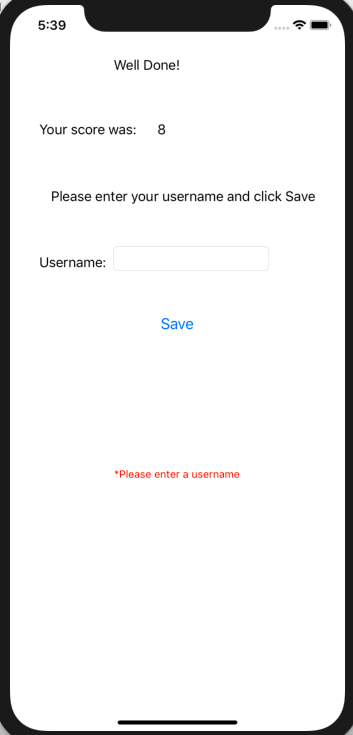 5:39
Well Done!
Your score was: 8
Please enter your username and click Save
Username:
Save
*Please enter a username